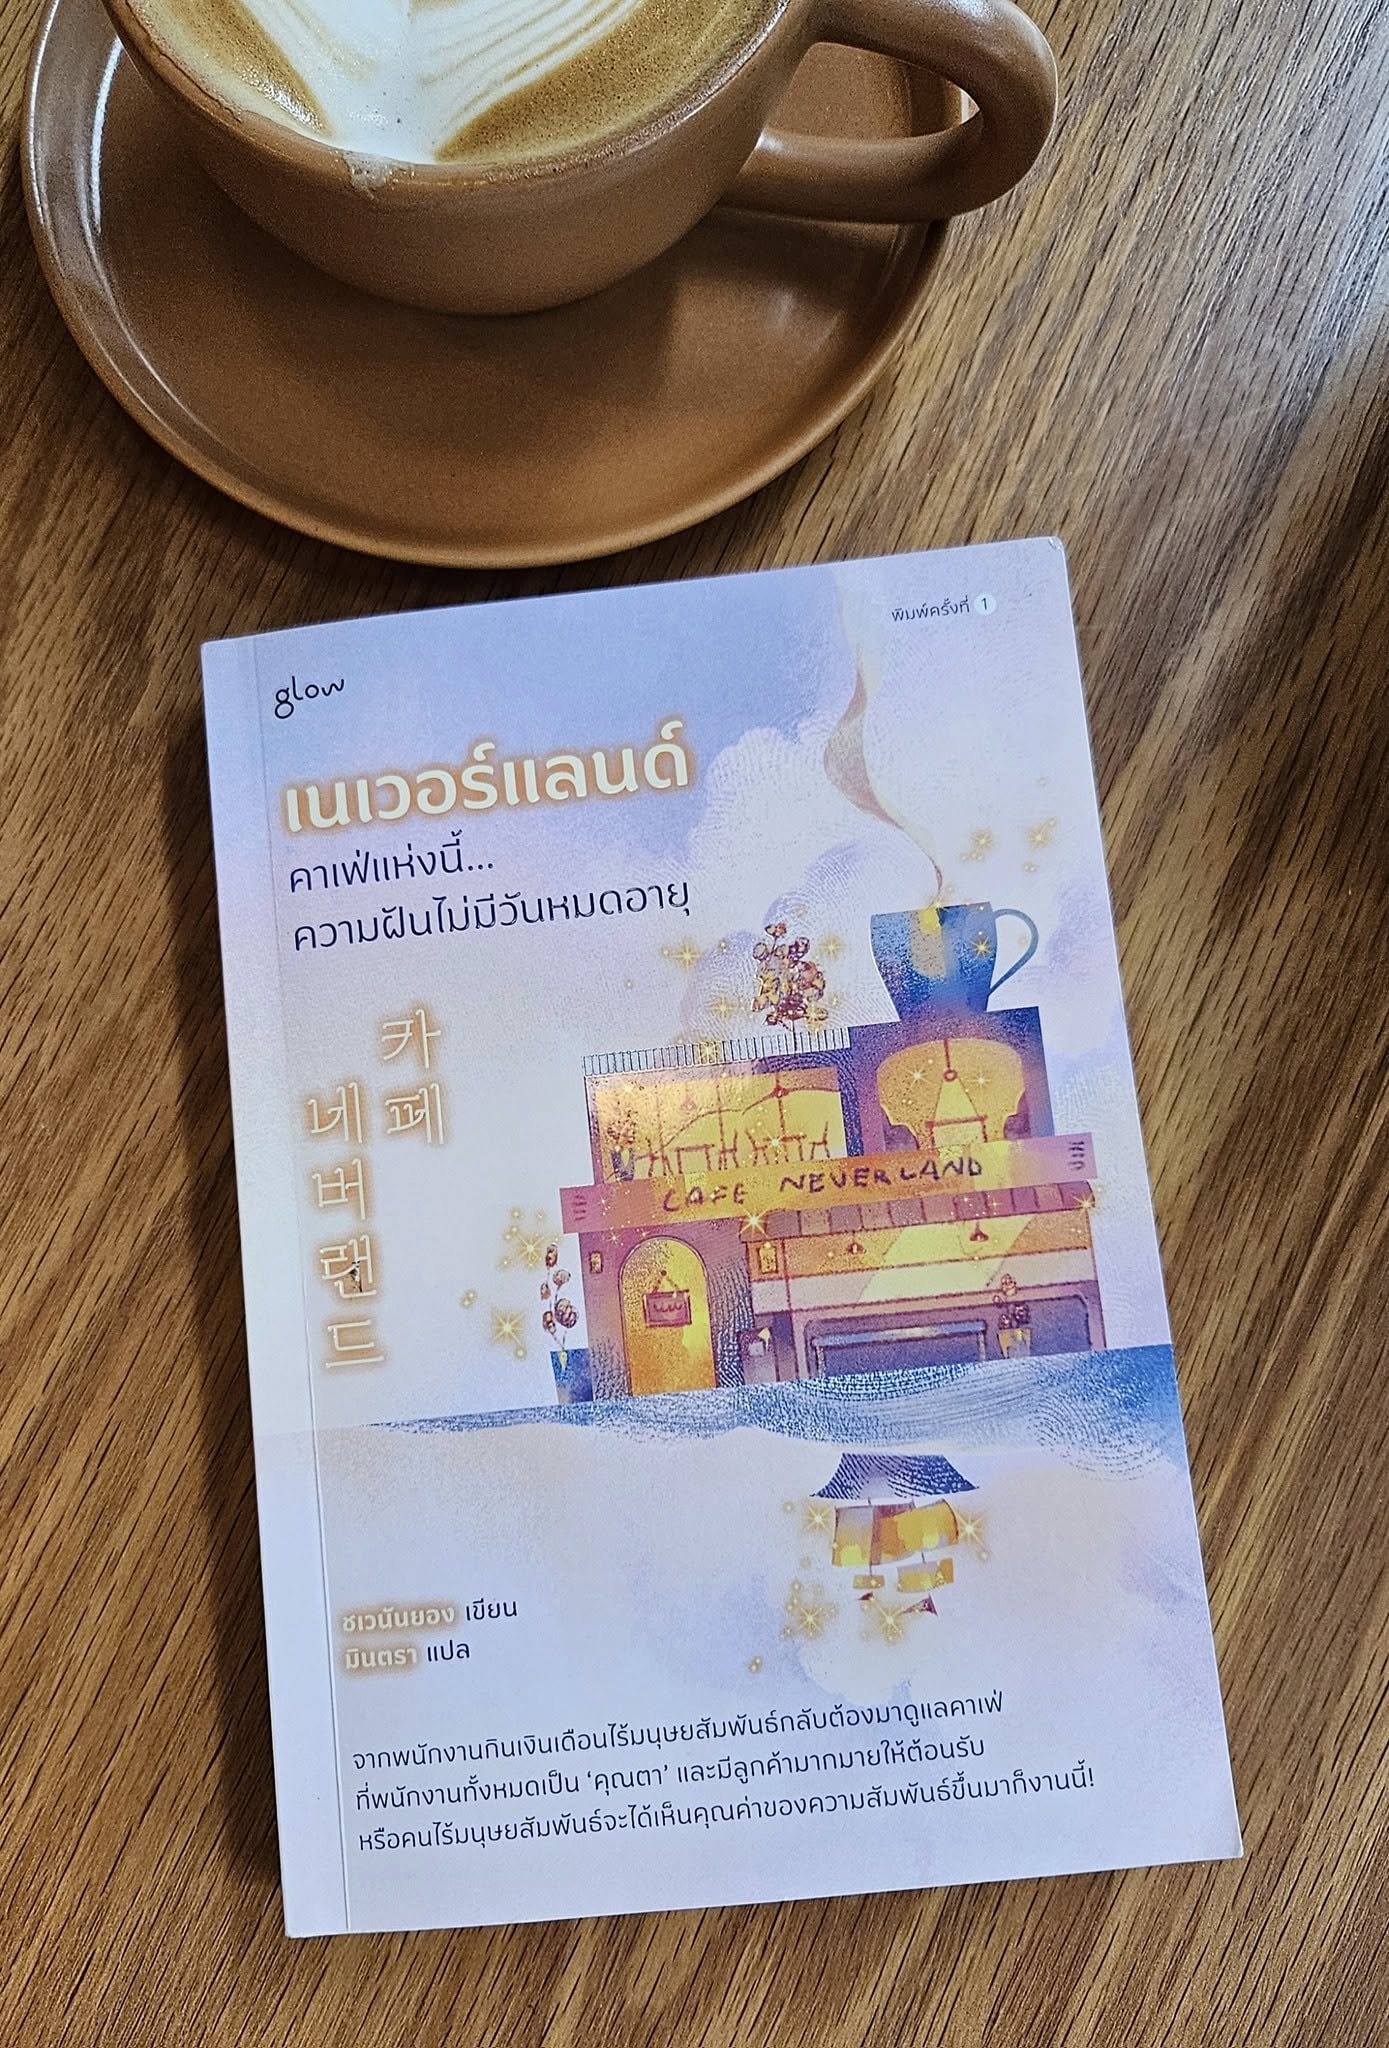 พิมพ์ครั้งที่ 1
glow
เนเวอร์แลนด์
คาเฟ่แห่งนี้...
ความฝันไม่มีวันหมดอายุ
카페
네버랜드
CAFE NEVERLAND
ชเวนันยอง เขียน
มินตรา แปล
จากพนักงานกินเงินเดือนไร้มนุษยสัมพันธ์กลับต้องมาดูแลคาเฟ่
ที่พนักงานทั้งหมดเป็น ‘คุณตา’ และมีลูกค้ามากมายให้ต้อนรับ
หรือคนไร้มนุษยสัมพันธ์จะได้เห็นคุณค่าของความสัมพันธ์ขึ้นมาก็งานนี้!